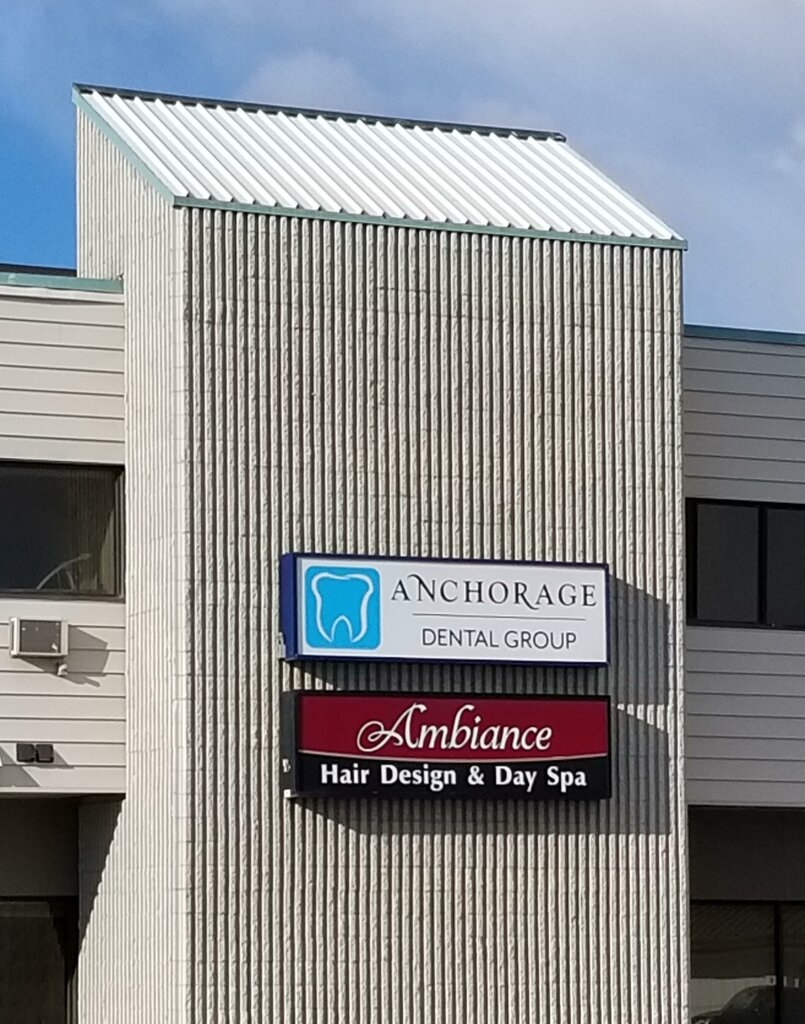 ANCHORAGE
DENTAL GROUP
Ambiance
Hair Design & Day Spa